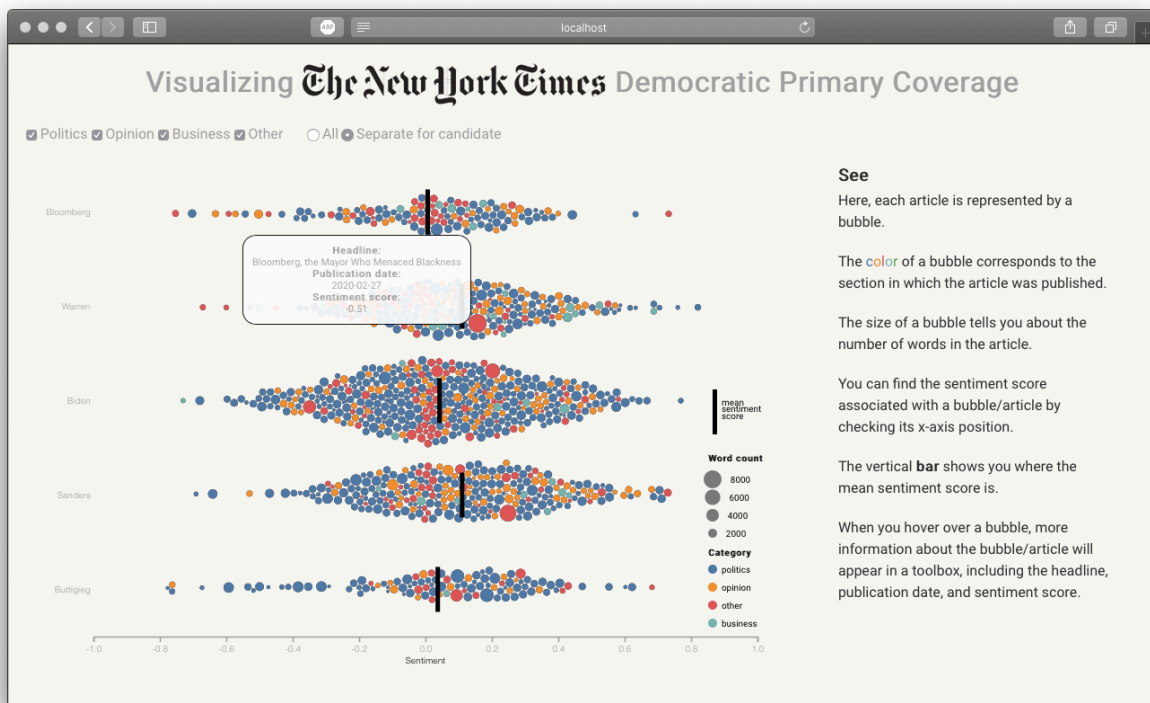 ABP
localhost
Visualizing The New York Times Democratic Primary Coverage
Politics Opinion Business Other All Separate for candidate
Bloomberg
Headline:
Bloomberg, the Mayor Who Menaced Blackness
Publication date:
2020-02-27
Sentiment score:
-0.51
Warren
Biden
Sanders
Buttigieg
-1.0 -0.8 -0.6 -0.4 -0.2 0.0 0.2 0.4 0.6 0.8 1.0
Sentiment
mean
sentiment
score
Word count
8000
6000
4000
2000
Category
politics
opinion
other
business
See
Here, each article is represented by a
bubble.
The color of a bubble corresponds to the
section in which the article was published.
The size of a bubble tells you about the
number of words in the article.
You can find the sentiment score
associated with a bubble/article by
checking its x-axis position.
The vertical bar shows you where the
mean sentiment score is.
When you hover over a bubble, more
information about the bubble/article will
appear in a toolbox, including the headline,
publication date, and sentiment score.